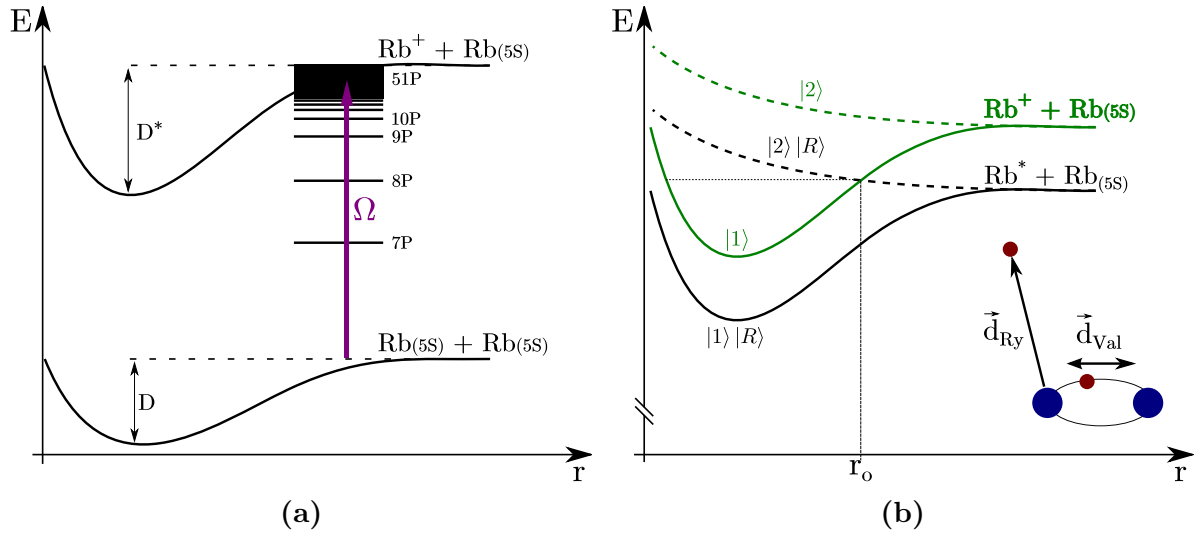 E
Rb⁺ + Rb(5S)
51P
10P
9P
8P
7P
D*
Ω
Rb(5S) + Rb(5S)
D
r
(a)
E
|2⟩
Rb⁺ + Rb(5S)
|2⟩ |R⟩
Rb* + Rb(5S)
|1⟩
|1⟩ |R⟩
d⃗Ry
d⃗Val
rₒ
r
(b)